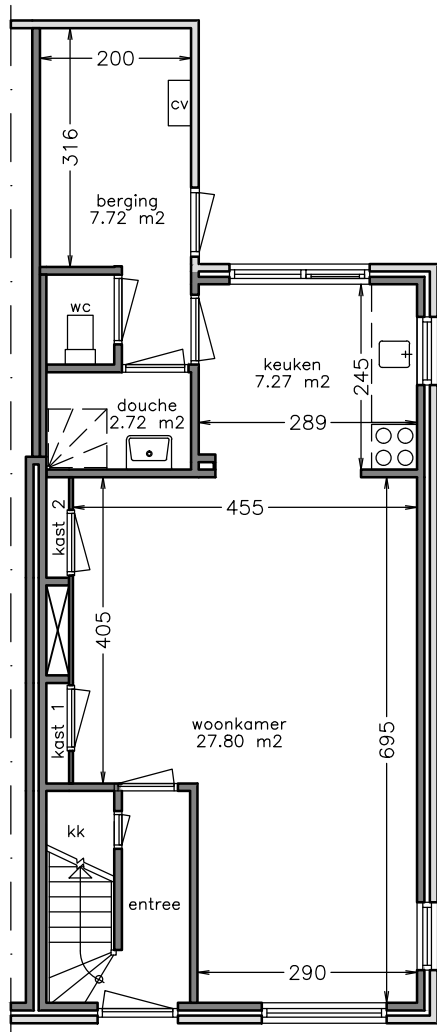 200
cv
316
berging
7.72 m2
wc
keuken
7.27 m2
245
douche
2.72 m2
289
kast 2
455
405
woonkamer
27.80 m2
695
kast 1
kk
entree
290